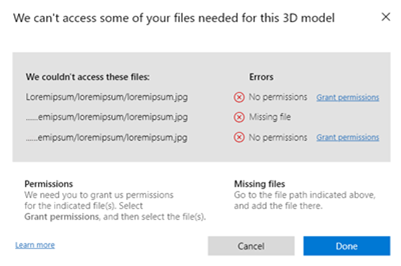 We can't access some of your files needed for this 3D model
We couldn't access these files: Errors
Loremipsum/loremipsum/loremipsum.jpg No permissions Grant permissions
......emipsum/loremipsum/loremipsum.jpg Missing file
......emipsum/loremipsum/loremipsum.jpg No permissions Grant permissions
Permissions
We need you to grant us permissions
for the indicated file(s). Select
Grant permissions, and then select the file(s).
Missing files
Go to the file path indicated above,
and add the file there.
Learn more
Cancel
Done